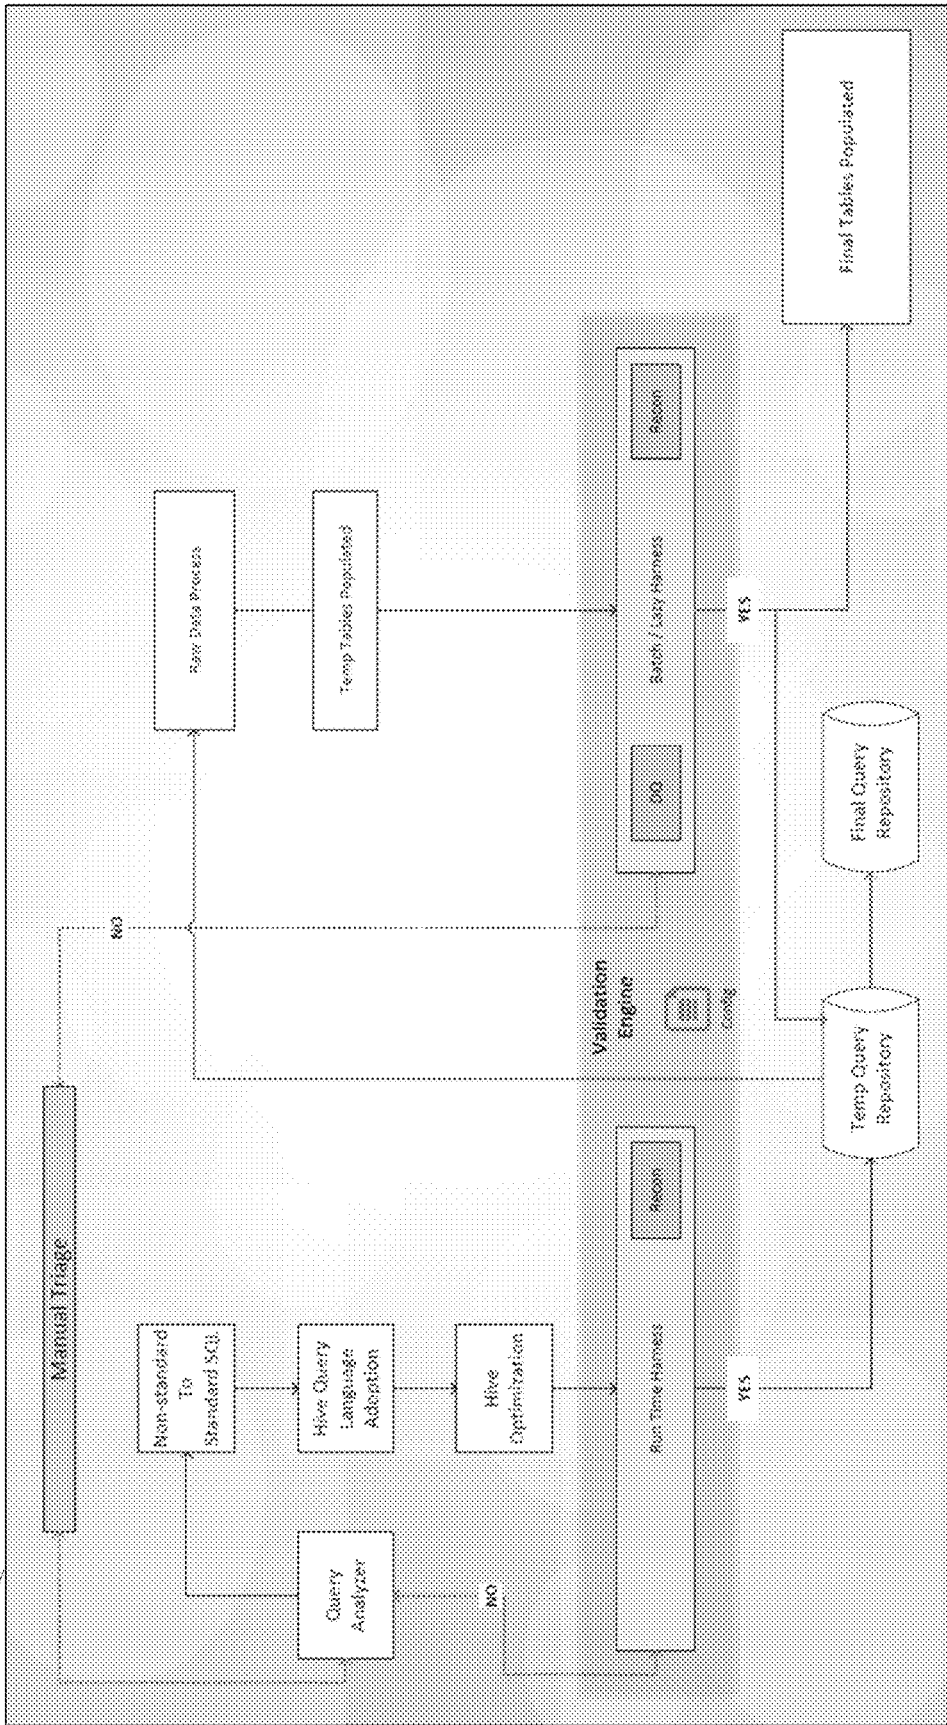 Manual Triage
Query
Analyzer
Non-standard
To
Standard SQL
Hive Query
Language
Adoption
Hive
Optimization
NO
Raw Data Process
Temp Tables Populated
NO
Validation
Engine
Config
Run Time Harness
Recon
DQ
Batch / Lazy Harness
Recon
YES
YES
Temp Query
Repository
Final Query
Repository
Final Tables Populated